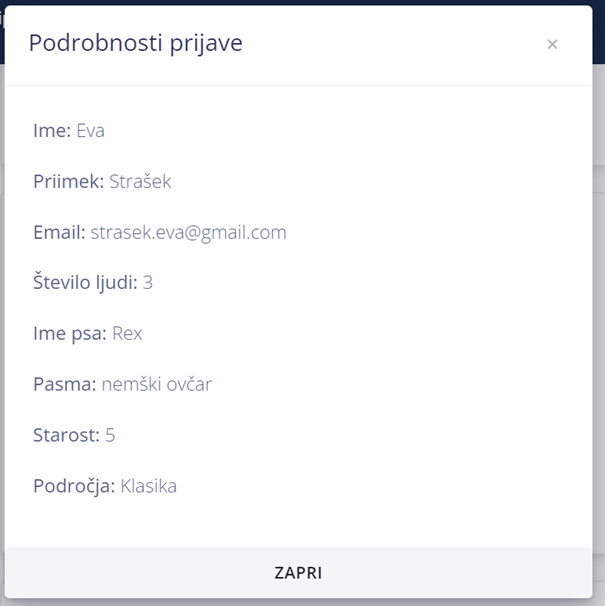 Podrobnosti prijave
×
Ime: Eva
Priimek: Strašek
Email: strasek.eva@gmail.com
Število ljudi: 3
Ime psa: Rex
Pasma: nemški ovčar
Starost: 5
Področja: Klasika
ZAPRI